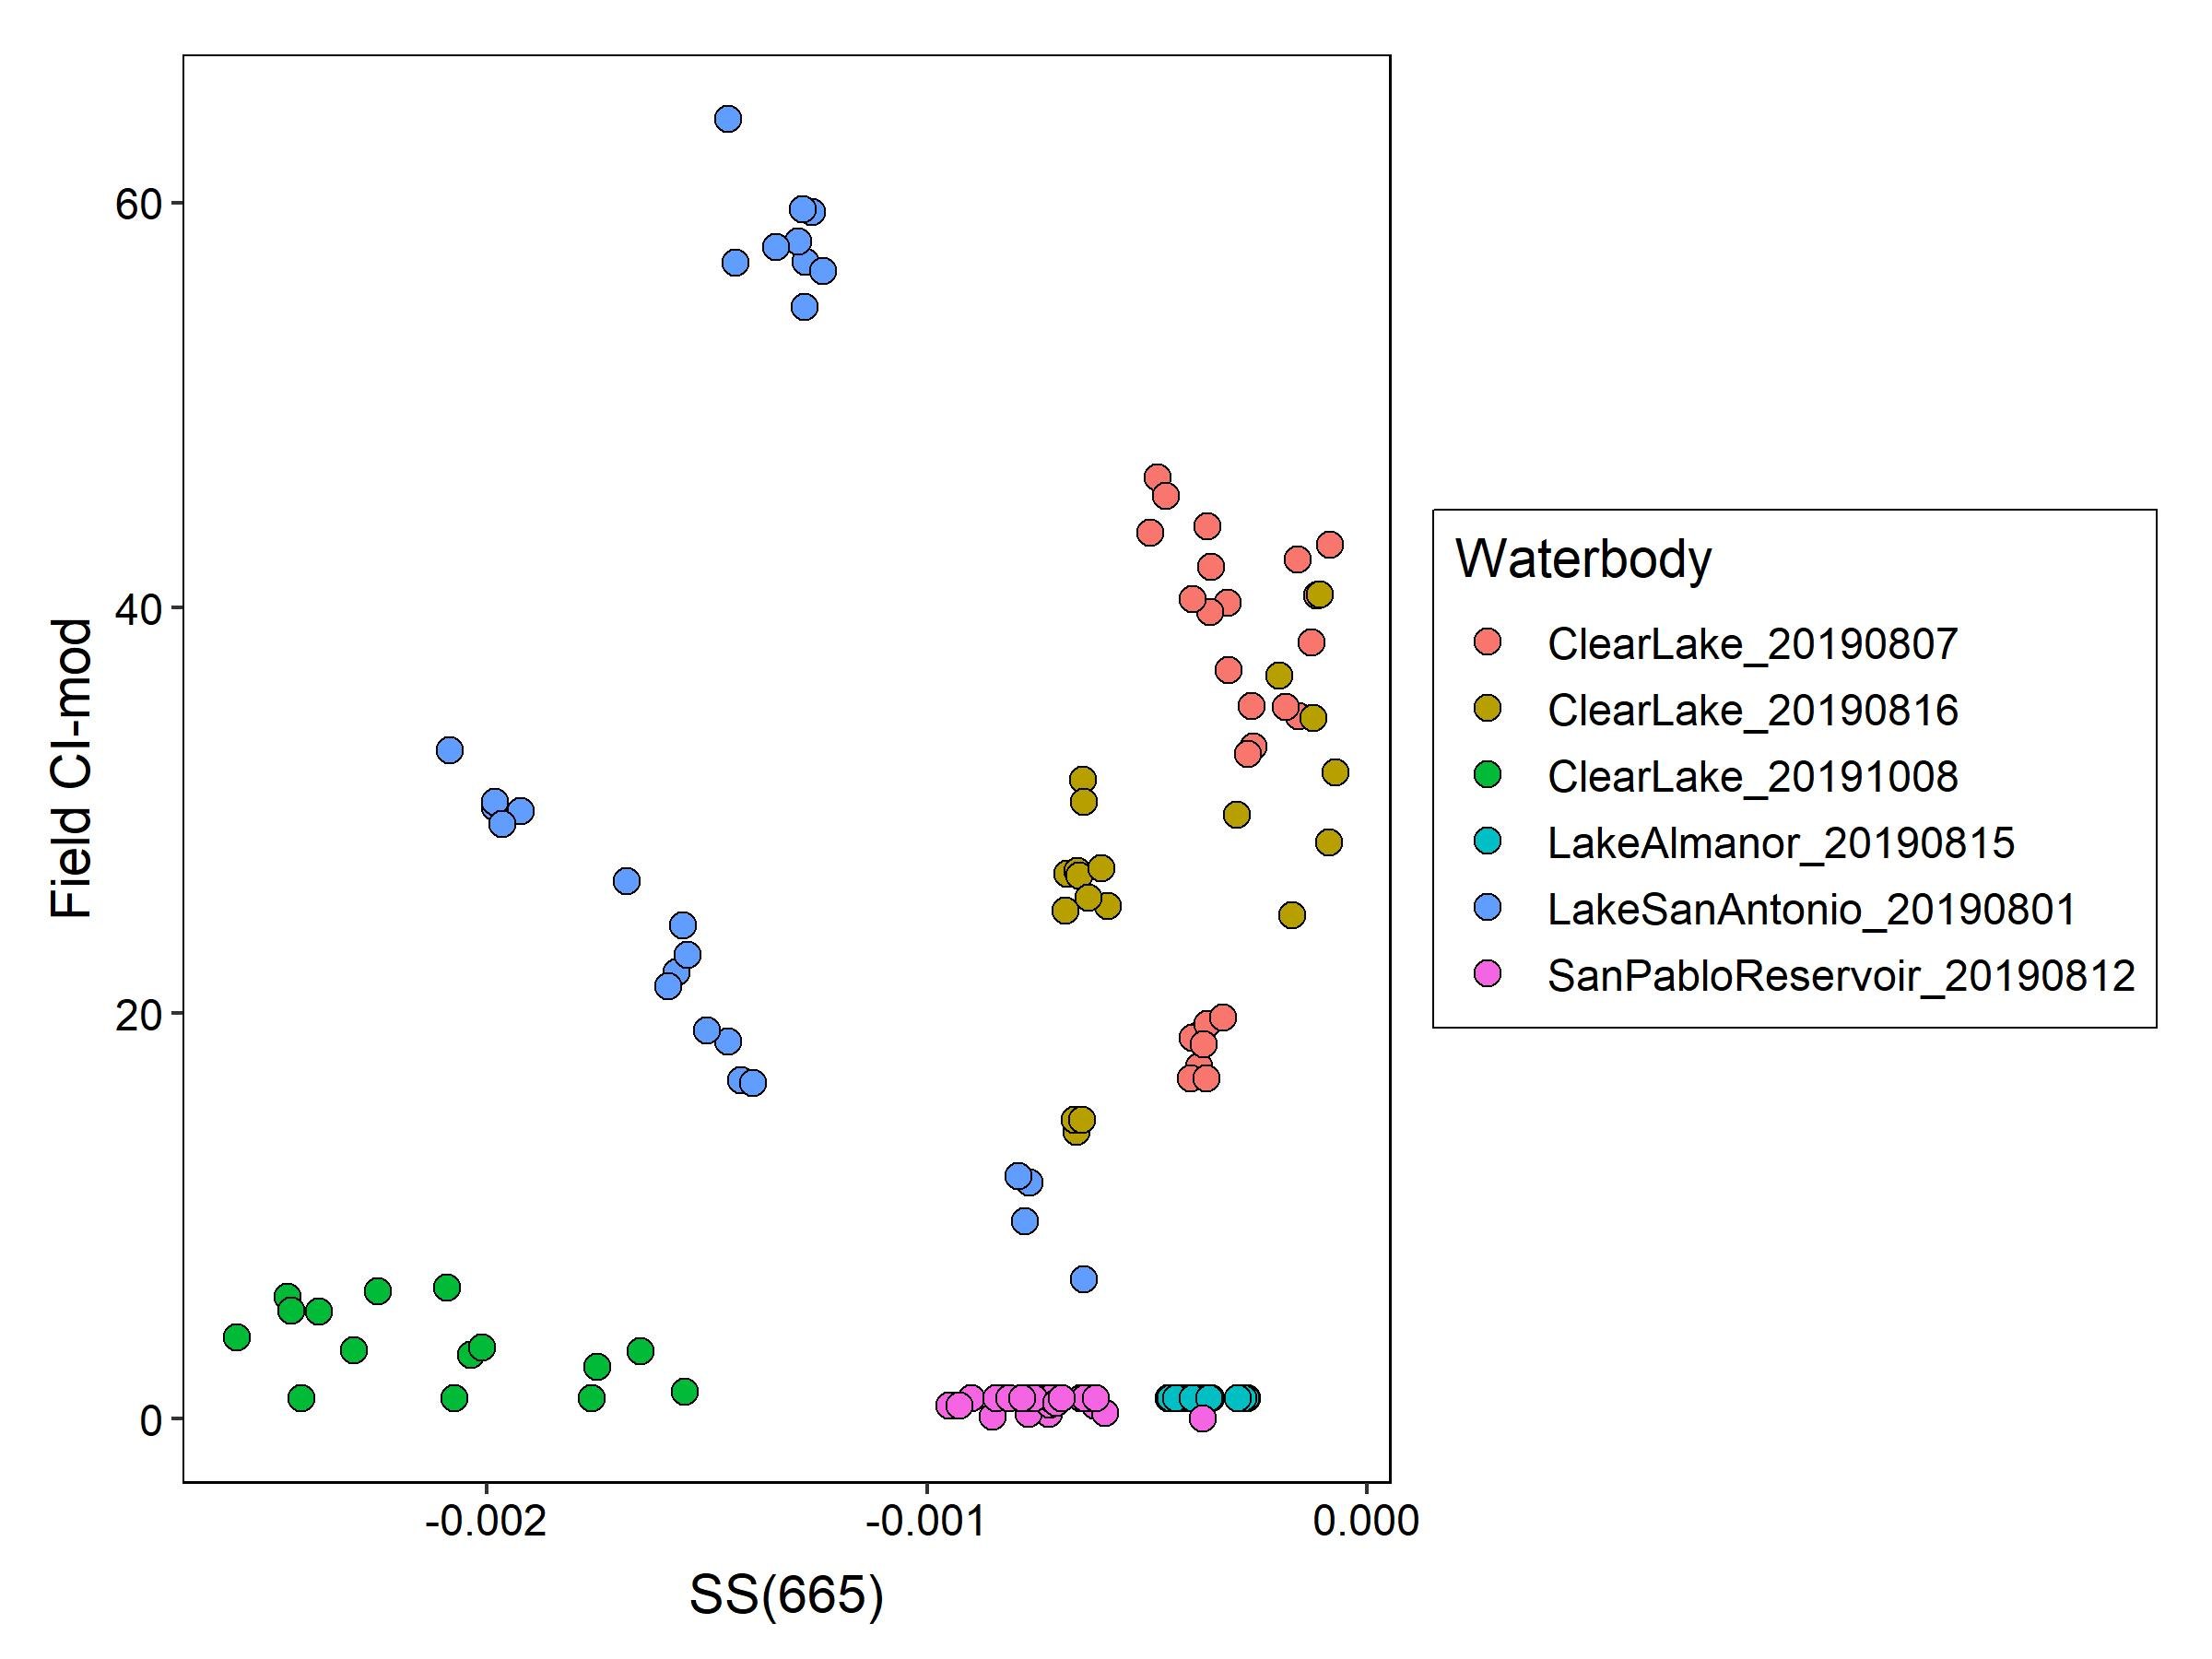 60
40
20
0
Field CI-mod
-0.002
-0.001
0.000
SS(665)
Waterbody
ClearLake_20190807
ClearLake_20190816
ClearLake_20191008
LakeAlmanor_20190815
LakeSanAntonio_20190801
SanPabloReservoir_20190812